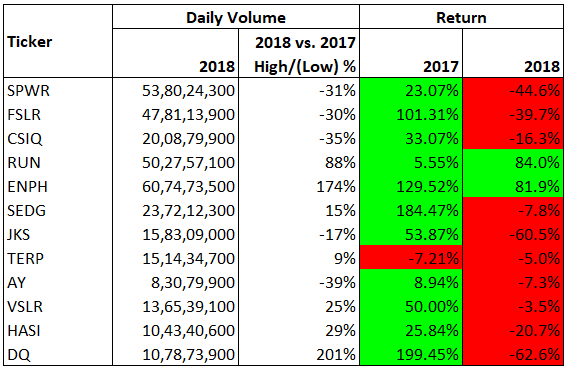 Daily Volume Return
Ticker 2018 2018 vs. 2017 High/(Low) % 2017 2018
SPWR 53,80,24,300 -31% 23.07% -44.6%
FSLR 47,81,13,900 -30% 101.31% -39.7%
CSIQ 20,08,79,900 -35% 33.07% -16.3%
RUN 50,27,57,100 88% 5.55% 84.0%
ENPH 60,74,73,500 174% 129.52% 81.9%
SEDG 23,72,12,300 15% 184.47% -7.8%
JKS 15,83,09,000 -17% 53.87% -60.5%
TERP 15,14,34,700 9% -7.21% -5.0%
AY 8,30,79,900 -39% 8.94% -7.3%
VSLR 13,65,39,100 25% 50.00% -3.5%
HASI 10,43,40,600 29% 25.84% -20.7%
DQ 10,78,73,900 201% 199.45% -62.6%